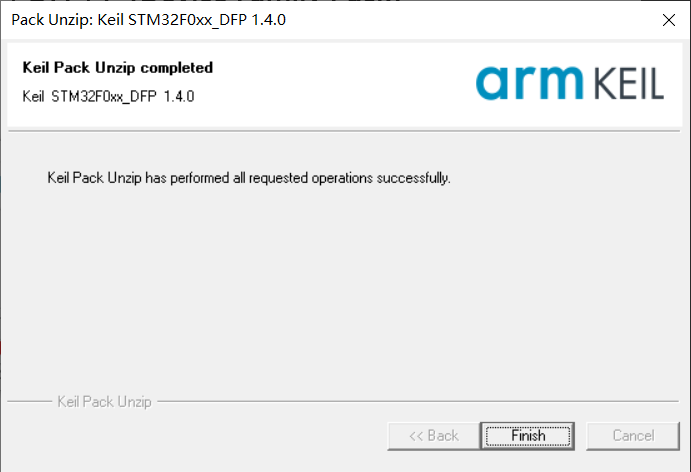 Pack Unzip: Keil STM32F0xx_DFP 1.4.0
Keil Pack Unzip completed
Keil STM32F0xx_DFP 1.4.0
arm KEIL
Keil Pack Unzip has performed all requested operations successfully.
Keil Pack Unzip
<< Back
Finish
Cancel